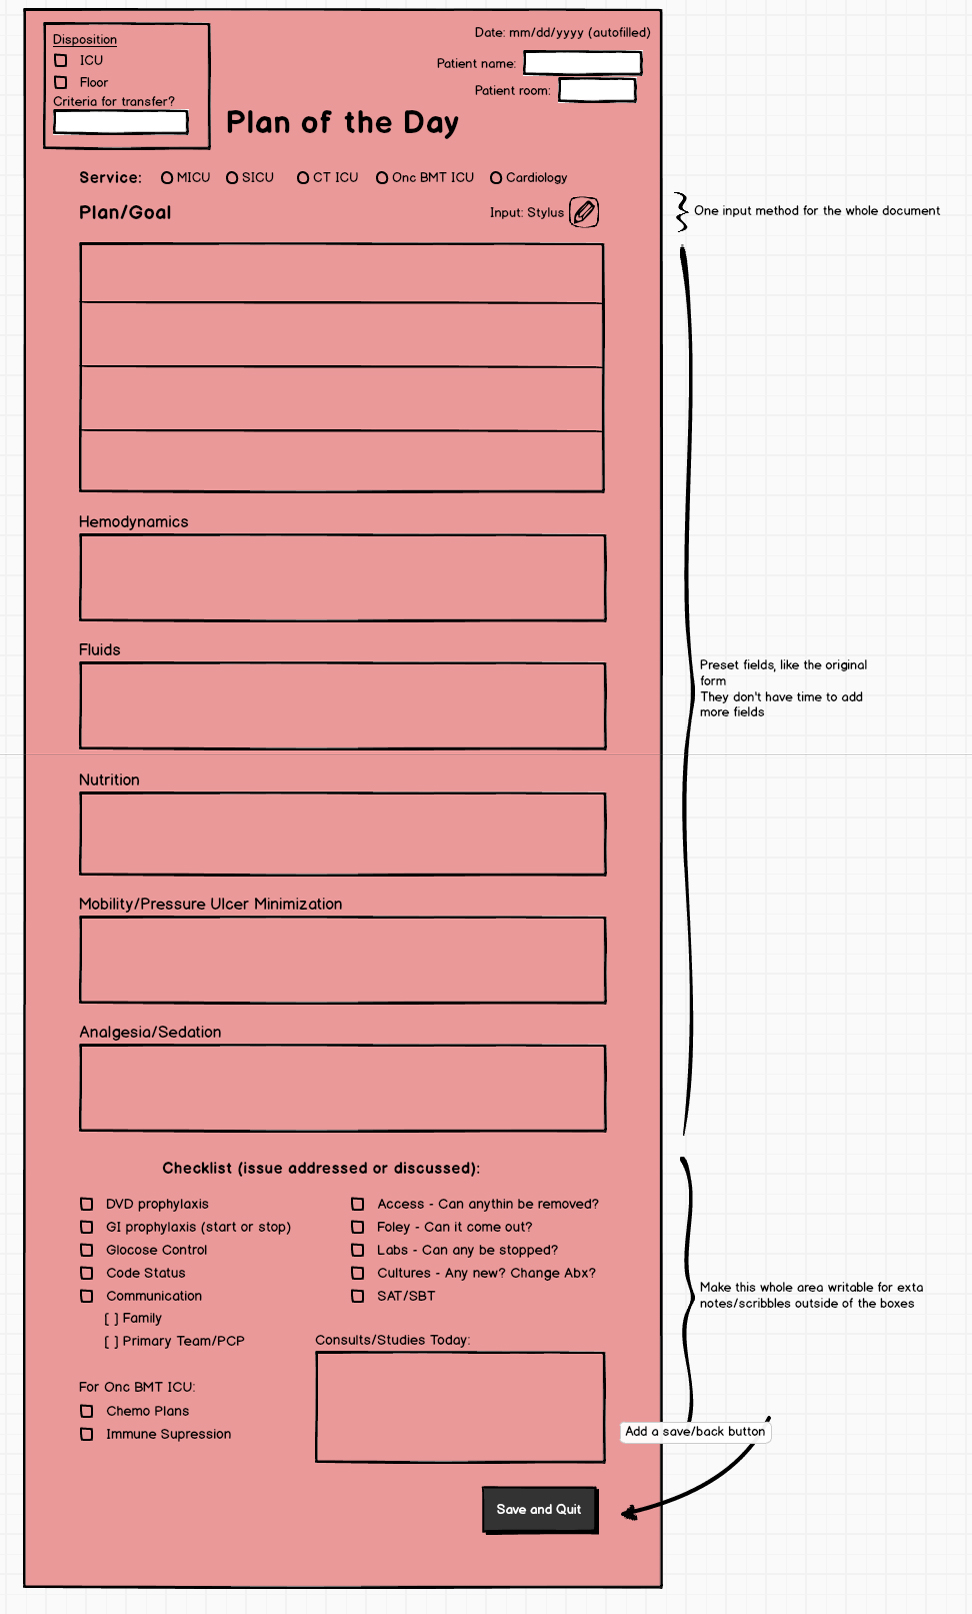 Disposition
ICU
Floor
Criteria for transfer?
Date: mm/dd/yyyy (autofilled)
Patient name:
Patient room:
Plan of the Day
Service: MICU SICU CT ICU Onc BMT ICU Cardiology
Plan/Goal
Input: Stylus
One input method for the whole document
Hemodynamics
Fluids
Preset fields, like the original
form
They don't have time to add
more fields
Nutrition
Mobility/Pressure Ulcer Minimization
Analgesia/Sedation
Checklist (issue addressed or discussed):
DVD prophylaxis
GI prophylaxis (start or stop)
Glocose Control
Code Status
Communication
[ ] Family
[ ] Primary Team/PCP
Access - Can anythin be removed?
Foley - Can it come out?
Labs - Can any be stopped?
Cultures - Any new? Change Abx?
SAT/SBT
Make this whole area writable for exta
notes/scribbles outside of the boxes
Consults/Studies Today:
For Onc BMT ICU:
Chemo Plans
Immune Supression
Add a save/back button
Save and Quit